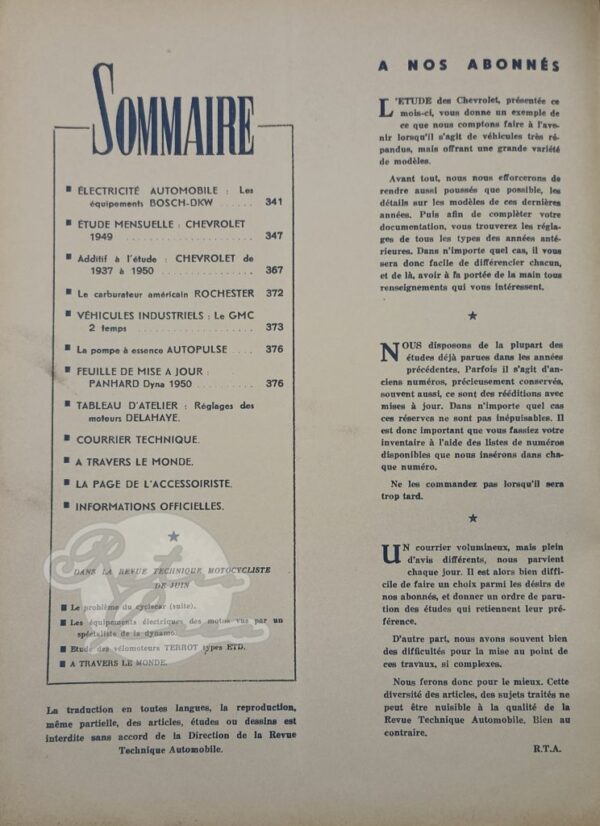 SOMMAIRE
■ ÉLECTRICITÉ AUTOMOBILE : Les
équipements BOSCH-DKW ..... 341
■ ÉTUDE MENSUELLE : CHEVROLET
1949 .................. 347
■ Additif à l'étude : CHEVROLET de
1937 à 1950 ............ 367
■ Le carburateur américain ROCHESTER 372
■ VÉHICULES INDUSTRIELS : Le GMC
2 temps ................ 373
■ La pompe à essence AUTOPULSE .... 376
■ FEUILLE DE MISE A JOUR :
PANHARD Dyna 1950 ......... 376
■ TABLEAU D'ATELIER : Réglages des
moteurs DELAHAYE.
■ COURRIER TECHNIQUE.
■ A TRAVERS LE MONDE.
■ LA PAGE DE L'ACCESSOIRISTE.
■ INFORMATIONS OFFICIELLES.
★
DANS LA REVUE TECHNIQUE MOTOCYCLISTE
DE JUIN
■ Le problème du cyclecar (suite).
■ Les équipements électriques des motos vus par un
spécialiste de la dynamo.
■ Etude des vélomoteurs TERROT types ETD.
■ A TRAVERS LE MONDE.
La traduction en toutes langues, la reproduction,
même partielle, des articles, études ou dessins est
interdite sans accord de la Direction de la Revue
Technique Automobile.
A NOS ABONNÉS
L'ETUDE des Chevrolet, présentée ce
mois-ci, vous donne un exemple de
ce que nous comptons faire à l'ave-
nir lorsqu'il s'agit de véhicules très ré-
pandus, mais offrant une grande variété
de modèles.
Avant tout, nous nous efforcerons de
rendre aussi poussés que possible, les
détails sur les modèles de ces dernières
années. Puis afin de complèter votre
documentation, vous trouverez les régla-
ges de tous les types des années anté-
rieures. Dans n'importe quel cas, il vous
sera donc facile de différencier chacun,
et de là, avoir à fa portée de la main tous
renseignements qui vous intéressent.
★
NOUS disposons de la plupart des
études déjà parues dans les années
précédentes. Parfois il s'agit d'an-
ciens numéros, précieusement conservés,
souvent aussi, ce sont des rééditions avec
mises à jour. Dans n'importe quel cas
ces réserves ne sont pas inépuisables. Il
est donc important que vous fassiez votre
inventaire à l'aide des listes de numéros
disponibles que nous insérons dans cha-
que numéro.
Ne les commandez pas lorsqu'il sera
trop tard.
★
UN courrier volumineux, mais plein
d'avis différents, nous parvient
chaque jour. Il est alors bien diffi-
cile de faire un choix parmi les désirs de
nos abonnés, et donner un ordre de paru-
tion des études qui retiennent leur pré-
férence.
D'autre part, nous avons souvent bien
des difficultés pour la mise au point de
ces travaux, si complexes.
Nous ferons donc pour le mieux. Cette
diversité des articles, des sujets traités ne
peut être nuisible à la qualité de la
Revue Technique Automobile. Bien au
contraire.
R.T.A.